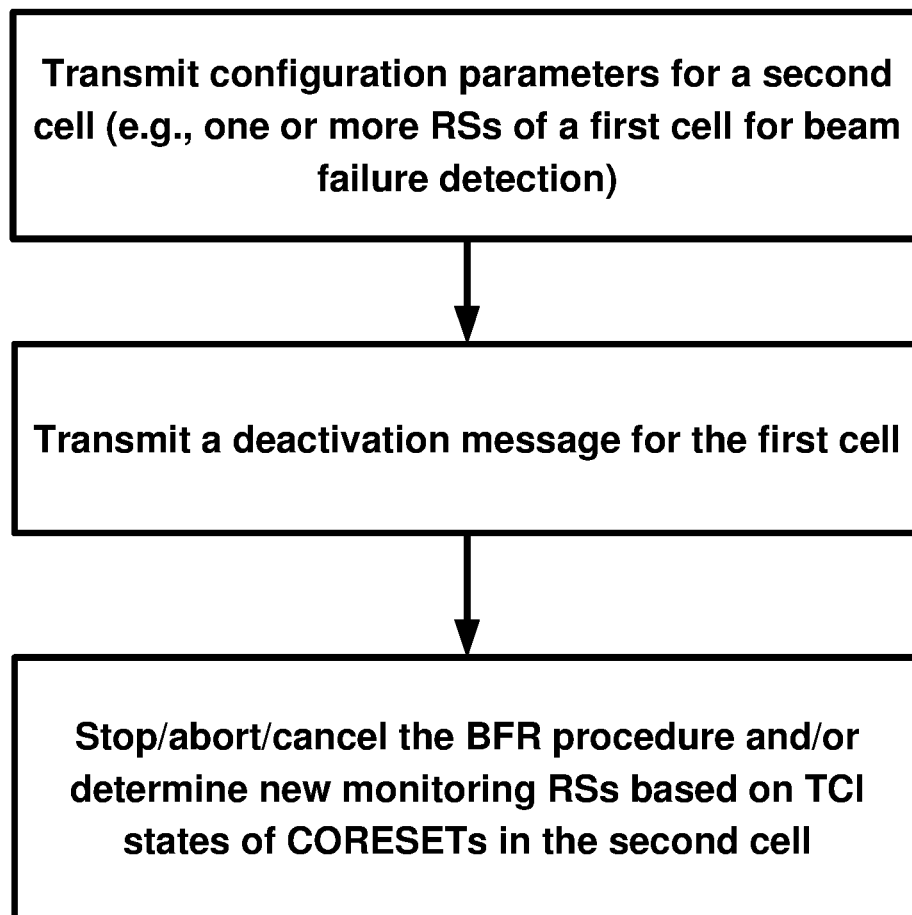 Transmit configuration parameters for a second
cell (e.g., one or more RSs of a first cell for beam
failure detection)
Transmit a deactivation message for the first cell
Stop/abort/cancel the BFR procedure and/or
determine new monitoring RSs based on TCI
states of CORESETs in the second cell